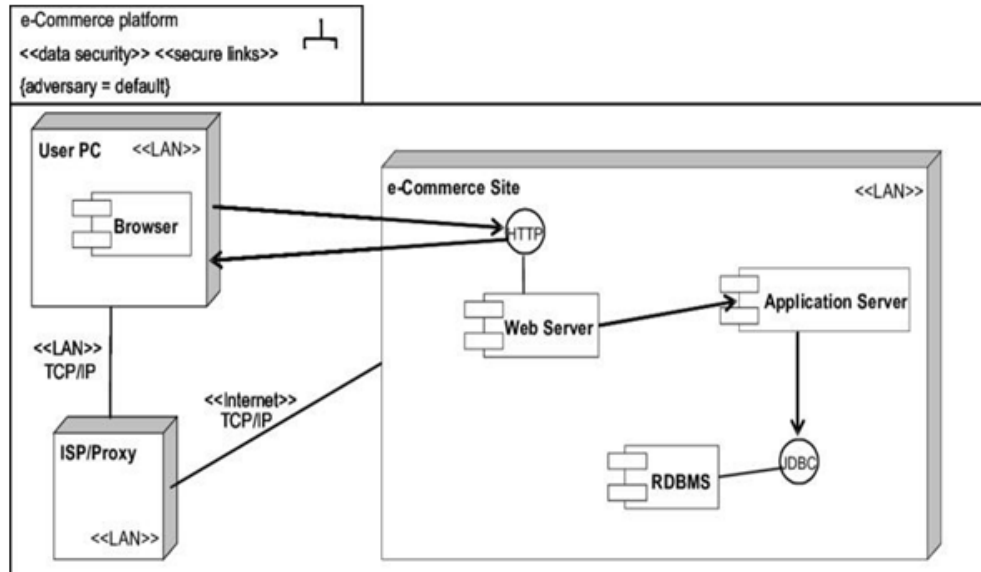 e-Commerce platform
<<data security>> <<secure links>>
{adversary = default}
User PC
<<LAN>>
Browser
e-Commerce Site
<<LAN>>
HTTP
Web Server
Application Server
<<LAN>>
TCP/IP
<<Internet>>
TCP/IP
ISP/Proxy
<<LAN>>
RDBMS
JDBC